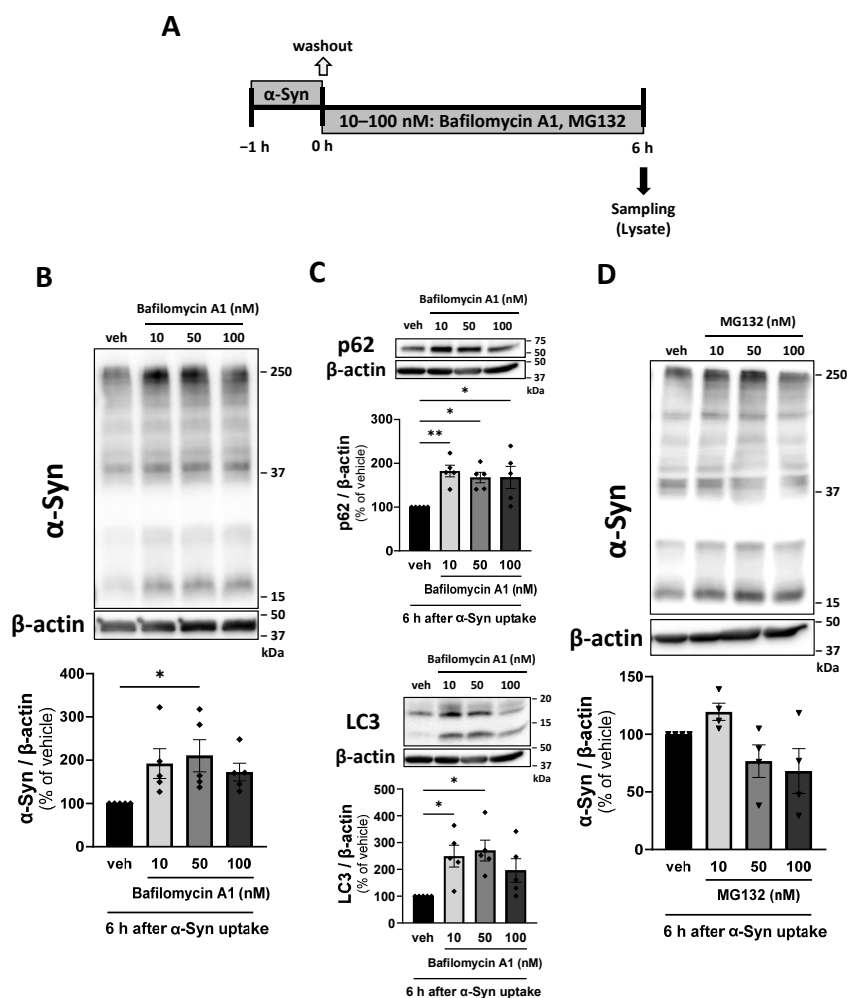 A
washout
α-Syn
10–100 nM: Bafilomycin A1, MG132
−1 h
0 h
6 h
Sampling
(Lysate)
B
Bafilomycin A1 (nM)
veh 10 50 100
α-Syn
250
37
15
β-actin
50
37
kDa
α-Syn / β-actin
(% of vehicle)
400
300
200
100
0
*
veh 10 50 100
Bafilomycin A1 (nM)
6 h after α-Syn uptake
C
Bafilomycin A1 (nM)
veh 10 50 100
p62
75
50
β-actin
50
37
kDa
p62 / β-actin
(% of vehicle)
300
200
100
0
*
*
**
veh 10 50 100
Bafilomycin A1 (nM)
6 h after α-Syn uptake
Bafilomycin A1 (nM)
veh 10 50 100
LC3
20
15
β-actin
50
37
kDa
LC3 / β-actin
(% of vehicle)
500
400
300
200
100
0
*
*
veh 10 50 100
Bafilomycin A1 (nM)
6 h after α-Syn uptake
D
MG132 (nM)
veh 10 50 100
α-Syn
250
37
15
β-actin
50
37
kDa
α-Syn / β-actin
(% of vehicle)
150
100
50
0
veh 10 50 100
MG132 (nM)
6 h after α-Syn uptake